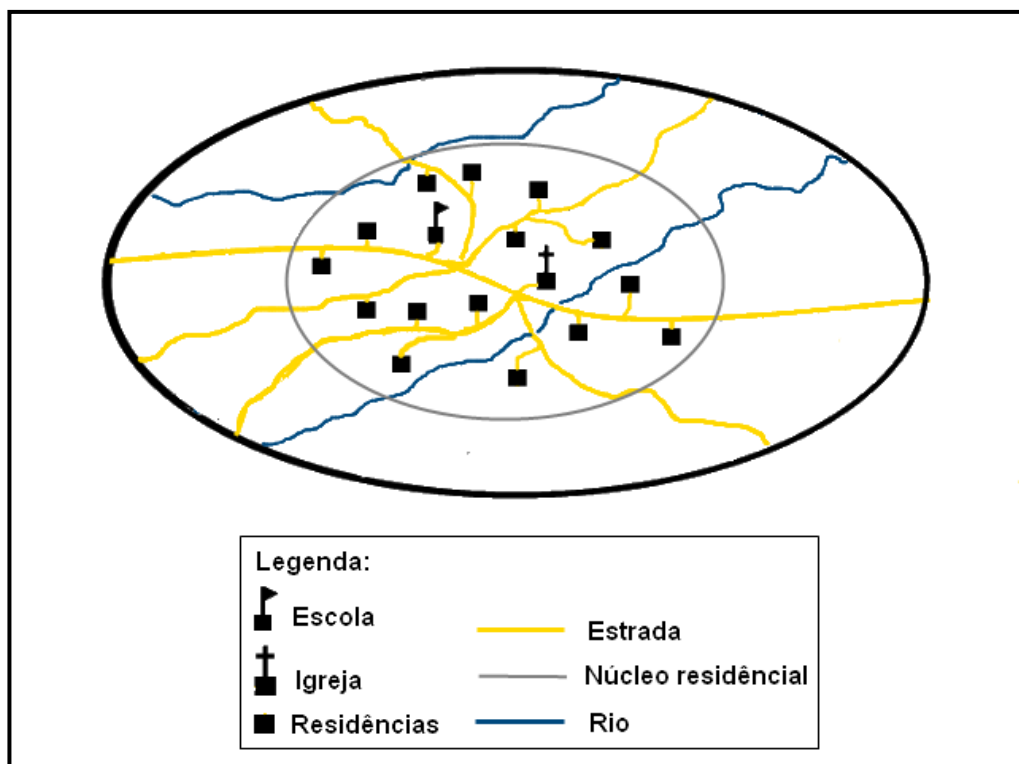 Legenda:
Escola
Igreja
Residências
Estrada
Núcleo residêncial
Rio